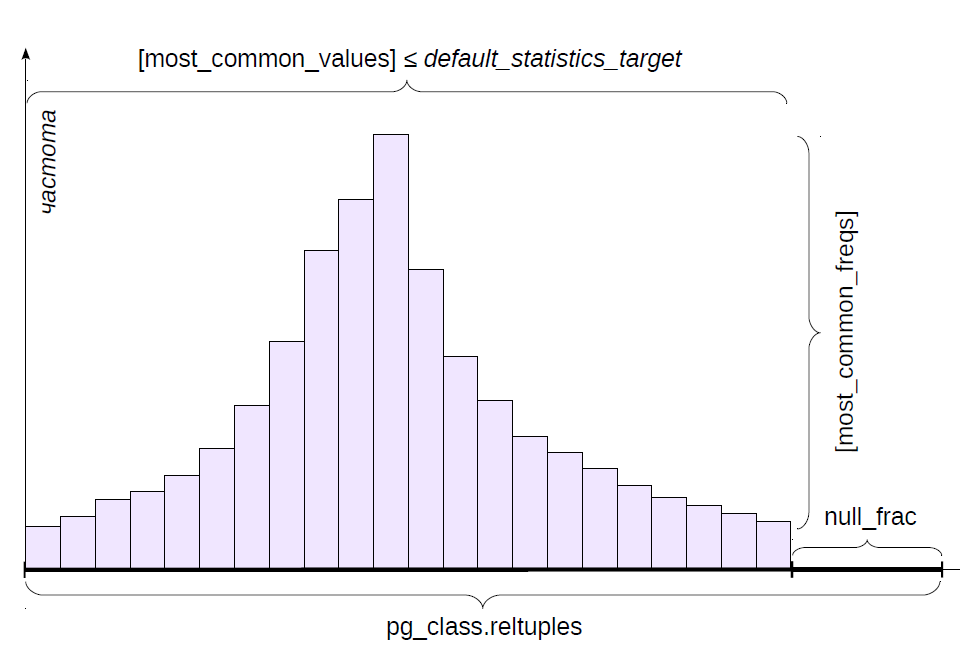 [most_common_values] ≤ default_statistics_target
частота
[most_common_freqs]
null_frac
pg_class.reltuples